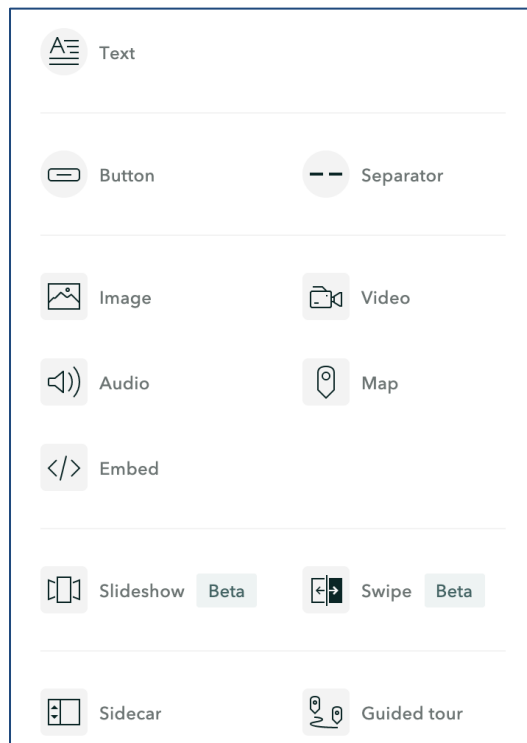 Text
Button
Separator
Image
Video
Audio
Map
Embed
Slideshow Beta
Swipe Beta
Sidecar
Guided tour